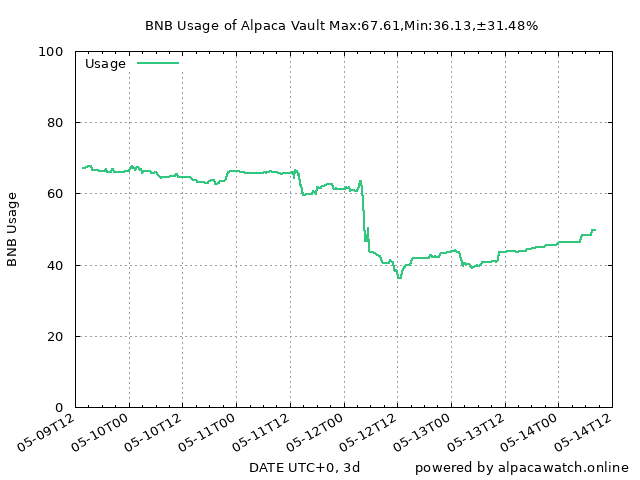 BNB Usage of Alpaca Vault Max:67.61,Min:36.13,±31.48%
Usage
BNB Usage
100
80
60
40
20
0
05-09T12
05-10T00
05-10T12
05-11T00
05-11T12
05-12T00
05-12T12
05-13T00
05-13T12
05-14T00
05-14T12
DATE UTC+0, 3d
powered by alpacawatch.online